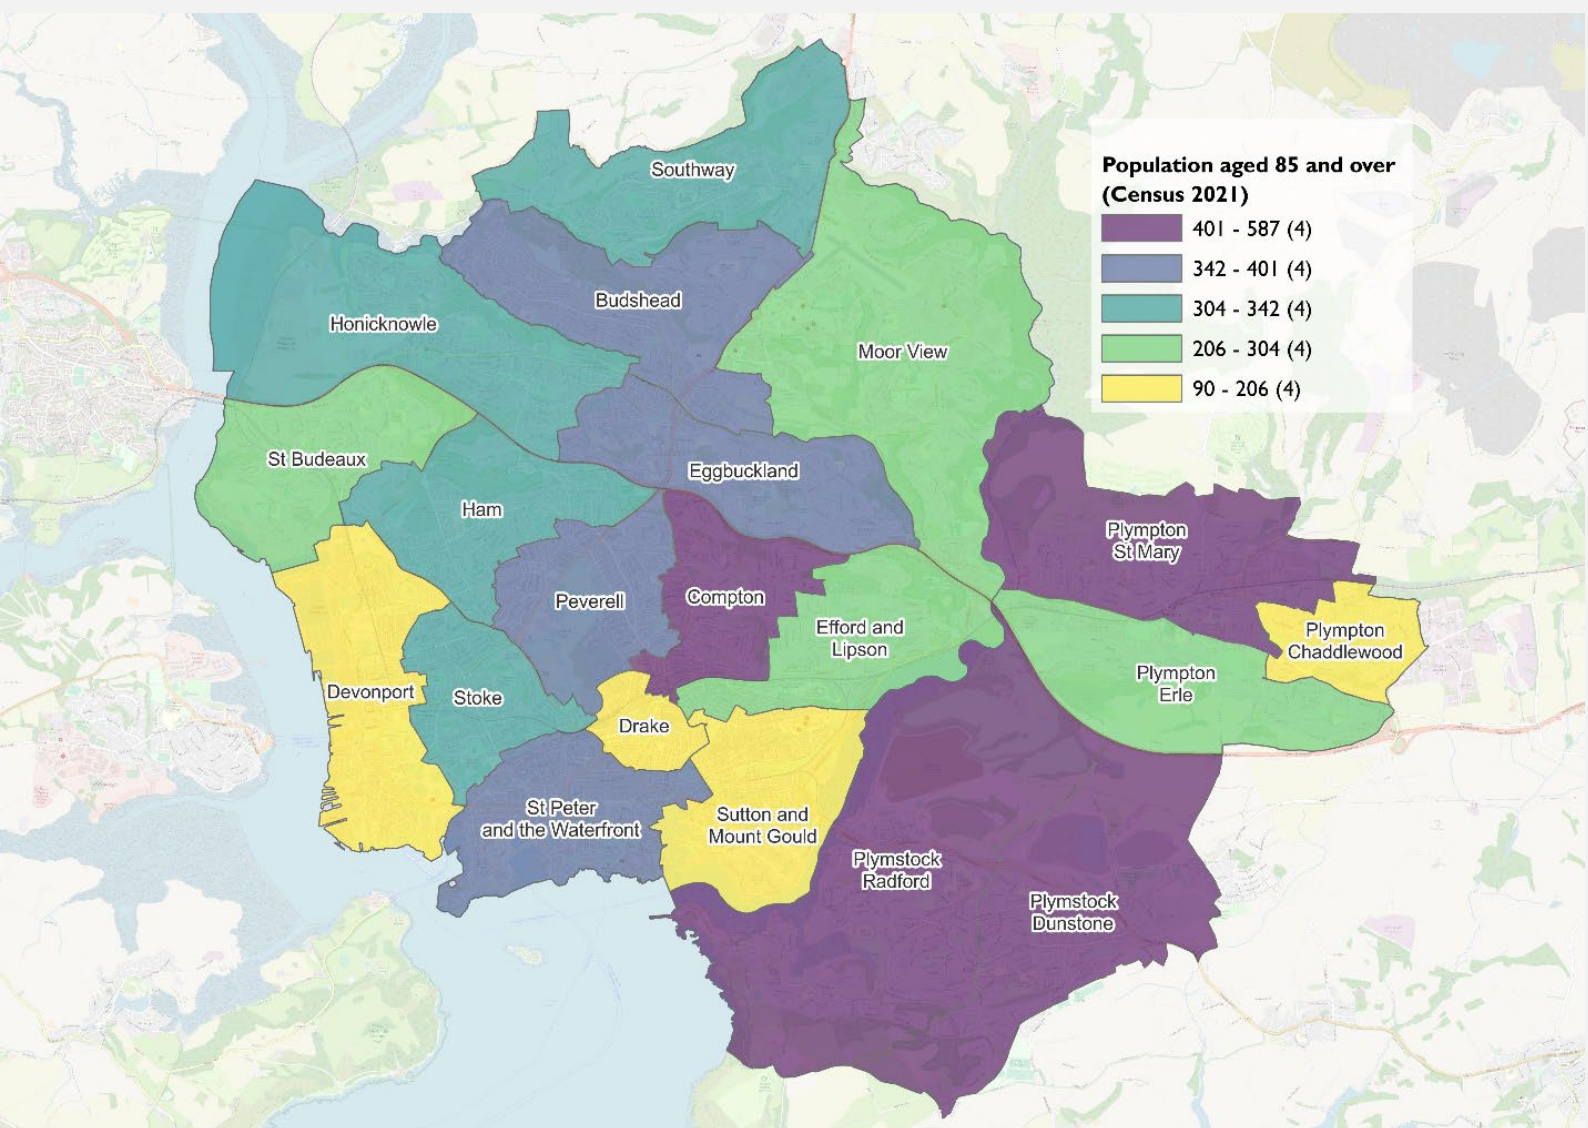 Southway
Population aged 85 and over
(Census 2021)
401 - 587 (4)
342 - 401 (4)
304 - 342 (4)
206 - 304 (4)
90 - 206 (4)
Budshead
Honicknowle
Moor View
St Budeaux
Eggbuckland
Ham
Plympton
St Mary
Peverell
Compton
Efford and
Lipson
Plympton
Chaddlewood
Plympton
Erle
Devonport
Stoke
Drake
St Peter
and the Waterfront
Sutton and
Mount Gould
Plymstock
Radford
Plymstock
Dunstone